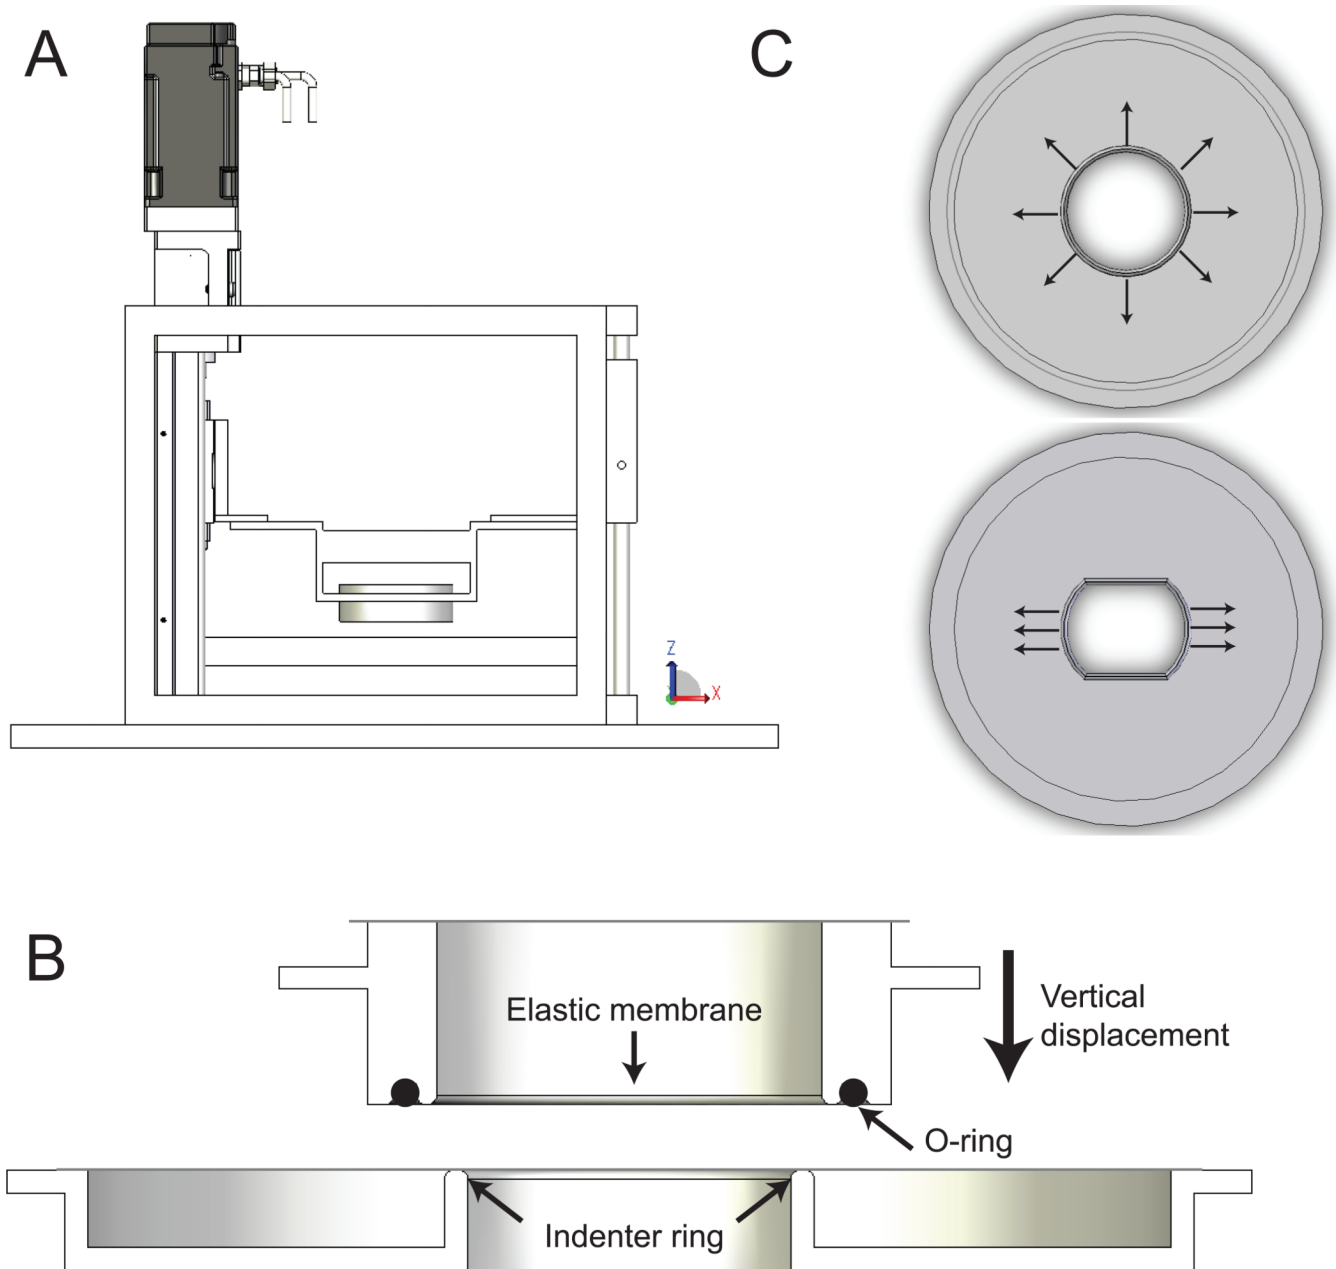 A
C
Z
X
B
Elastic membrane
Vertical
displacement
O-ring
Indenter ring